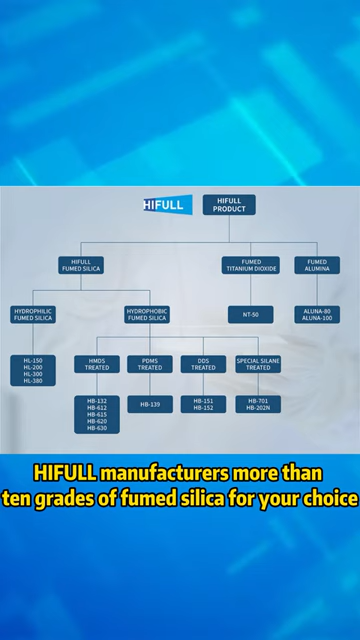 HIFULL
HIFULL
PRODUCT
HIFULL
FUMED SILICA
FUMED
TITANIUM DIOXIDE
FUMED
ALUMINA
HYDROPHILIC
FUMED SILICA
HYDROPHOBIC
FUMED SILICA
NT-50
ALUNA-80
ALUNA-100
HL-150
HL-200
HL-300
HL-380
HMDS
TREATED
PDMS
TREATED
DDS
TREATED
SPECIAL SILANE
TREATED
HB-132
HB-612
HB-615
HB-620
HB-630
HB-139
HB-151
HB-152
HB-701
HB-202N
HIFULL manufacturers more than
ten grades of fumed silica for your choice